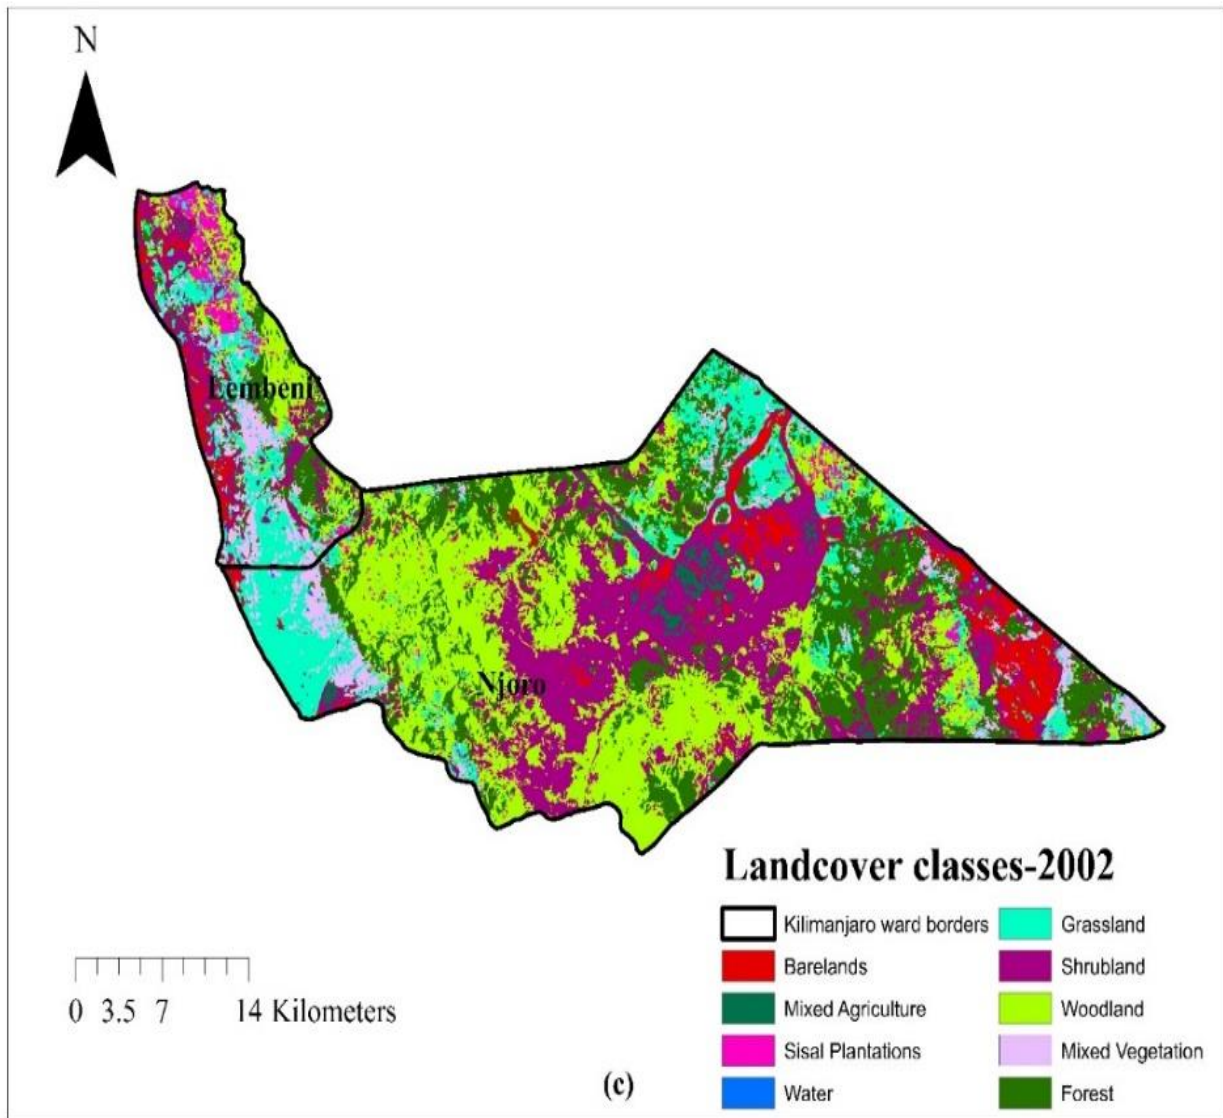 N
Lembeni
Njoro
Landcover classes-2002
Kilimanjaro ward borders
Barelands
Mixed Agriculture
Sisal Plantations
Water
Grassland
Shrubland
Woodland
Mixed Vegetation
Forest
0 3.5 7 14 Kilometers
(c)